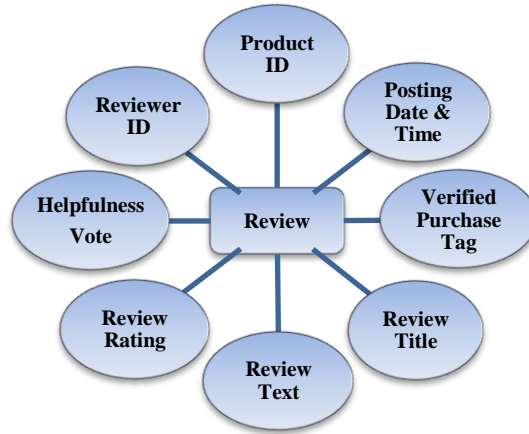 Product
ID
Posting
Date &
Time
Reviewer
ID
Helpfulness
Vote
Review
Verified
Purchase
Tag
Review
Rating
Review
Text
Review
Title